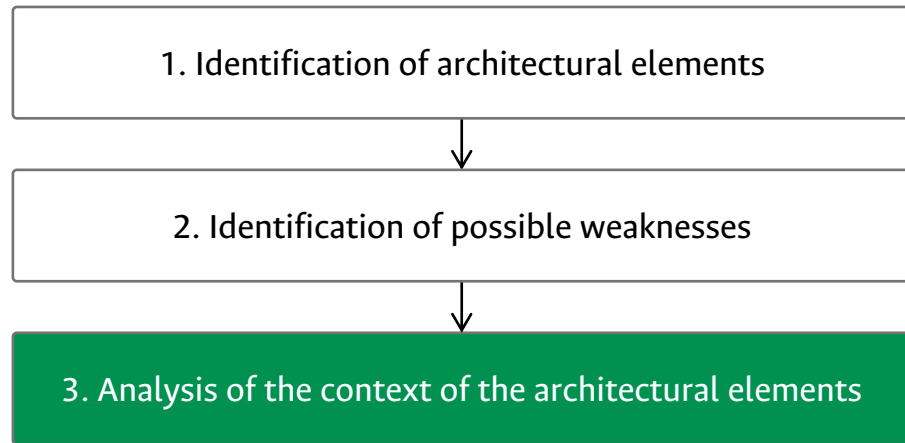 1. Identification of architectural elements
2. Identification of possible weaknesses
3. Analysis of the context of the architectural elements